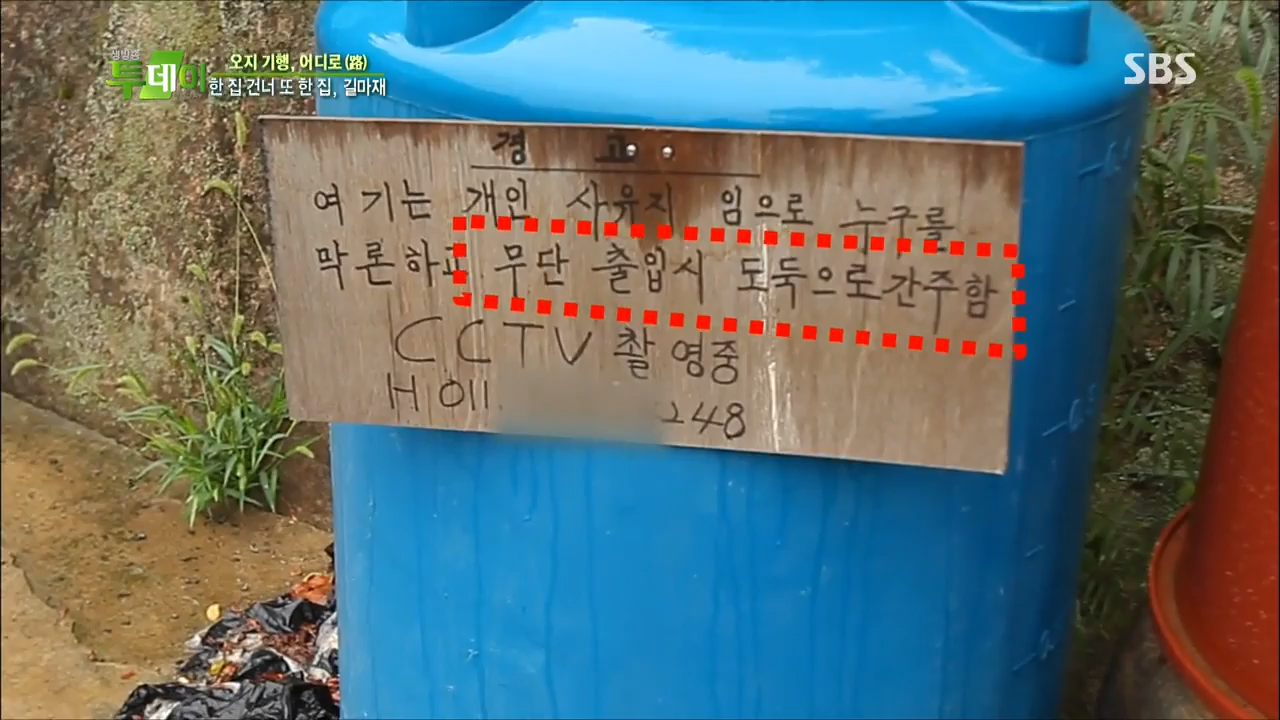 생방송
투데이
오지 기행, 어디로(路)
한 집 건너 또 한 집, 길마재
SBS
경 고
여기는 개인 사유지 임으로 누구를
막론하고 무단 출입시 도둑으로간주함
CCTV 촬영중
H 011 248